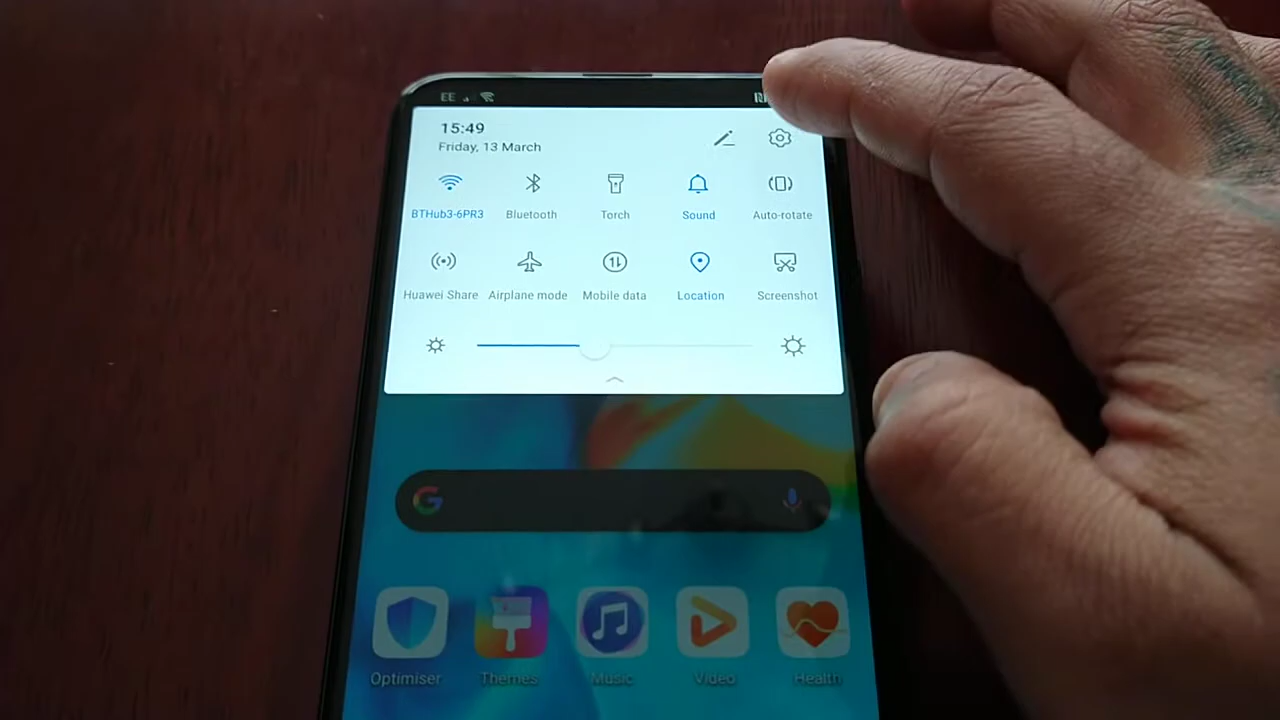 EE
15:49
Friday, 13 March
BTHub3-6PR3 Bluetooth Torch Sound Auto-rotate
Huawei Share Airplane mode Mobile data Location Screenshot
G
Optimiser Themes Music Video Health